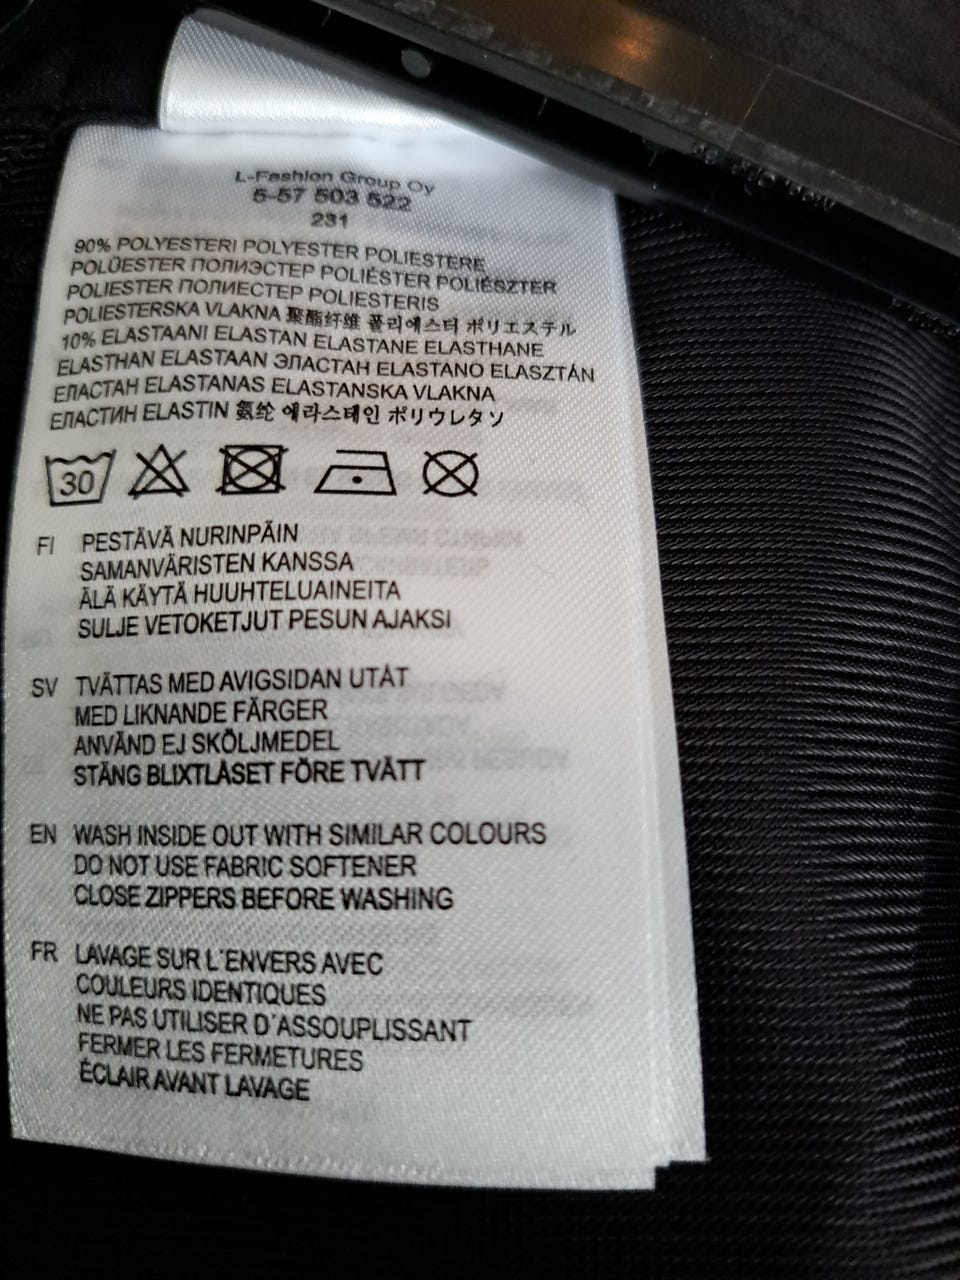 L-Fashion Group Oy
5-57 503 522
231
90% POLYESTERI POLYESTER POLIESTERE
POLÜESTER ПОЛИЭСТЕР POLIÉSTER POLIÉSZTER
POLIESTER ПОЛИЕСТЕР POLIESTERIS
POLIESTERSKA VLAKNA 聚酯纤维 폴리에스터 ポリエステル
10% ELASTAANI ELASTAN ELASTANE ELASTHANE
ELASTHAN ELASTAAN ЭЛАСТАН ELASTANO ELASZTÁN
ЕЛАСТАН ELASTANAS ELASTANSKA VLAKNA
ЕЛАСТИН ELASTIN 氨纶 에라스테인 ポリウレタン
30
FI PESTÄVÄ NURINPÄIN
SAMANVÄRISTEN KANSSA
ÄLÄ KÄYTÄ HUUHTELUAINEITA
SULJE VETOKETJUT PESUN AJAKSI
SV TVÄTTAS MED AVIGSIDAN UTÅT
MED LIKNANDE FÄRGER
ANVÄND EJ SKÖLJMEDEL
STÄNG BLIXTLÅSET FÖRE TVÄTT
EN WASH INSIDE OUT WITH SIMILAR COLOURS
DO NOT USE FABRIC SOFTENER
CLOSE ZIPPERS BEFORE WASHING
FR LAVAGE SUR L'ENVERS AVEC
COULEURS IDENTIQUES
NE PAS UTILISER D'ASSOUPLISSANT
FERMER LES FERMETURES
ÉCLAIR AVANT LAVAGE